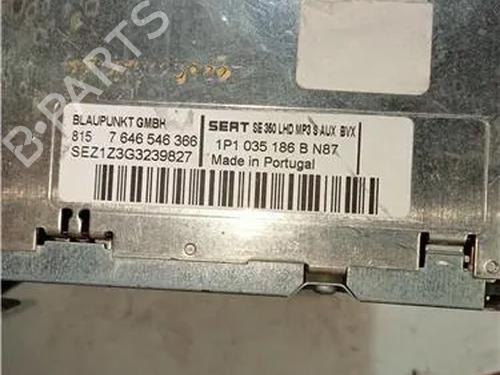 BLAUPUNKT GMBH
815 7 646 546 366
SEZ1Z3G3239827
SEAT SE 360 LHD MP3 S AUX BVX
1P1 035 186 B N87
Made in Portugal
B-PARTS